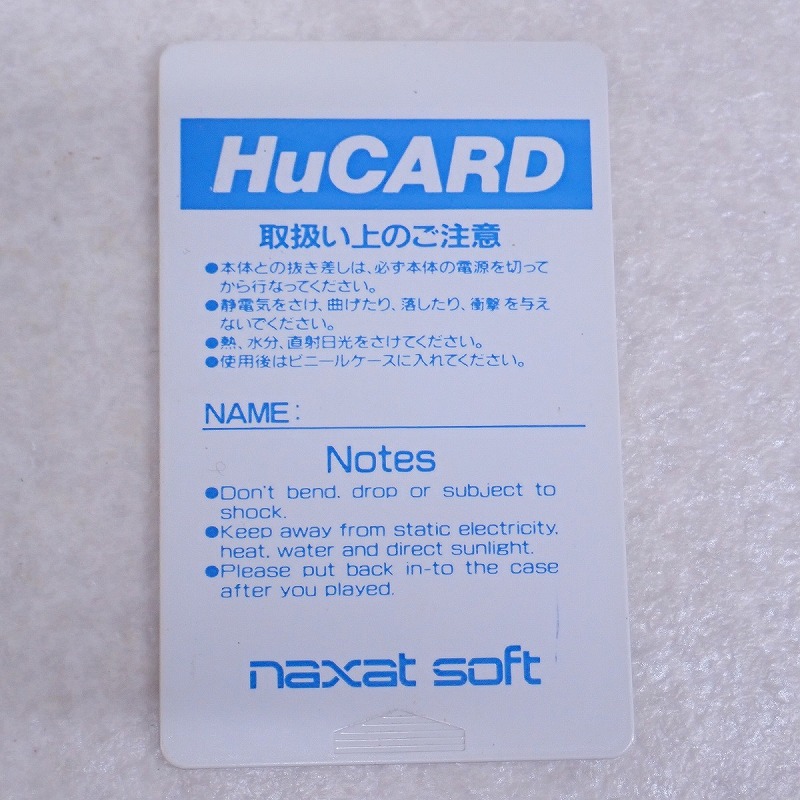 HuCARD
取扱い上のご注意
●本体との抜き差しは、必ず本体の電源を切って
から行なってください。
●静電気をさけ、曲げたり、落したり、衝撃を与え
ないでください。
●熱、水分、直射日光をさけてください。
●使用後はビニールケースに入れてください。
NAME:
Notes
●Don't bend, drop or subject to
shock.
●Keep away from static electricity,
heat, water and direct sunlight.
●Please put back in-to the case
after you played.
naxat soft